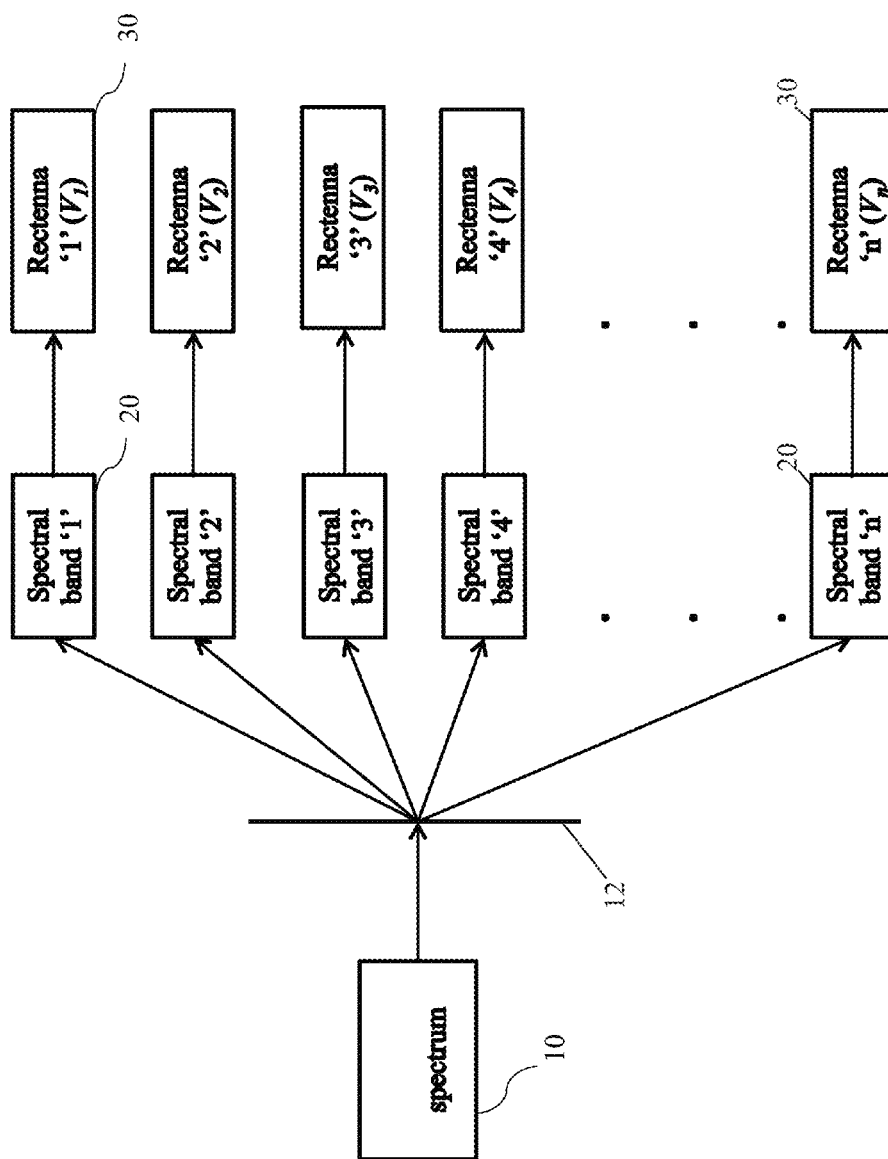 spectrum
10
12
Spectral
band ‘1'
20
Spectral
band ‘2'
Spectral
band ‘3'
Spectral
band ‘4'
Spectral
band ‘n'
20
Rectenna
‘1’ (V₁)
30
Rectenna
‘2’ (V₂)
Rectenna
‘3’ (V₃)
Rectenna
‘4’ (V₄)
Rectenna
‘n’ (Vₙ)
30